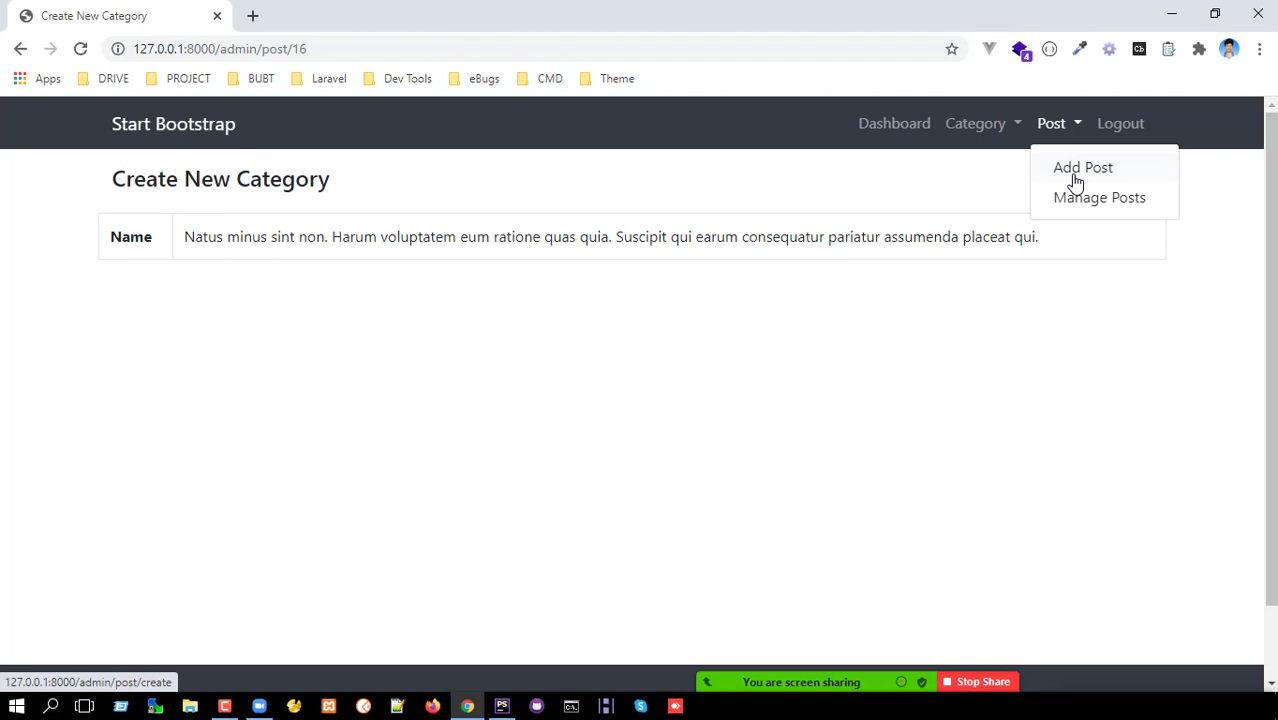 Create New Category
127.0.0.1:8000/admin/post/16
4
Cb
Apps DRIVE PROJECT BUBT Laravel Dev Tools eBugs CMD Theme
Start Bootstrap Dashboard Category Post Logout
Add Post
Manage Posts
Create New Category
Name Natus minus sint non. Harum voluptatem eum ratione quas quia. Suscipit qui earum consequatur pariatur assumenda placeat qui.
127.0.0.1:8000/admin/post/create
You are screen sharing Stop Share